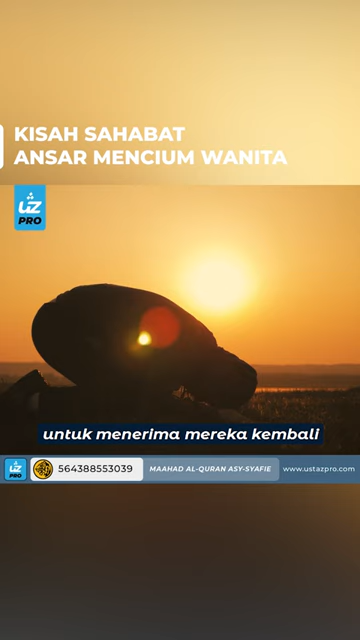 KISAH SAHABAT
ANSAR MENCIUM WANITA
uz
PRO
untuk menerima mereka kembali
uz
PRO
564388553039
MAAHAD AL-QURAN ASY-SYAFIE
www.ustazpro.com